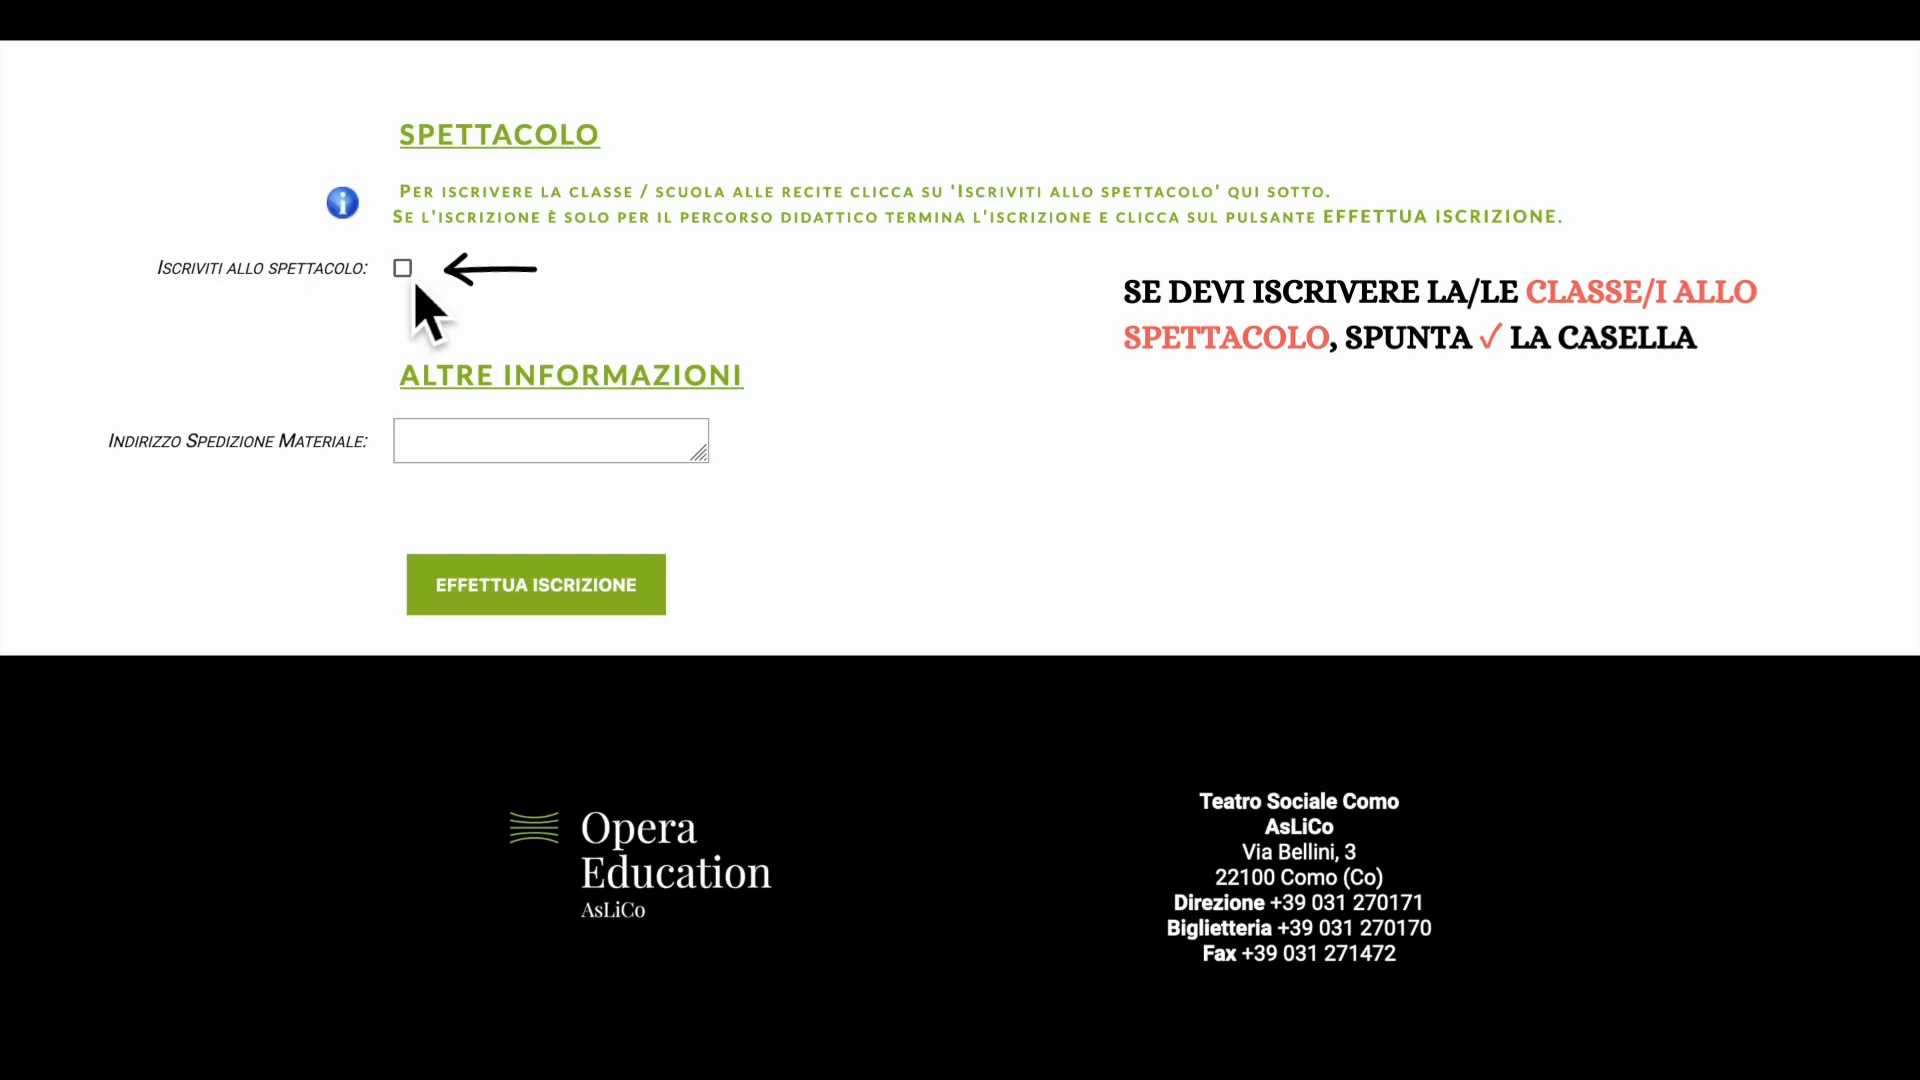 SPETTACOLO
Per iscrivere la classe / scuola alle recite clicca su 'Iscriviti allo spettacolo' qui sotto.
Se l'iscrizione è solo per il percorso didattico termina l'iscrizione e clicca sul pulsante EFFETTUA ISCRIZIONE.
Iscriviti allo spettacolo:
SE DEVI ISCRIVERE LA/LE CLASSE/I ALLO
SPETTACOLO, SPUNTA ✓ LA CASELLA
ALTRE INFORMAZIONI
Indirizzo Spedizione Materiale:
EFFETTUA ISCRIZIONE
Opera
Education
AsLiCo
Teatro Sociale Como
AsLiCo
Via Bellini, 3
22100 Como (Co)
Direzione +39 031 270171
Biglietteria +39 031 270170
Fax +39 031 271472